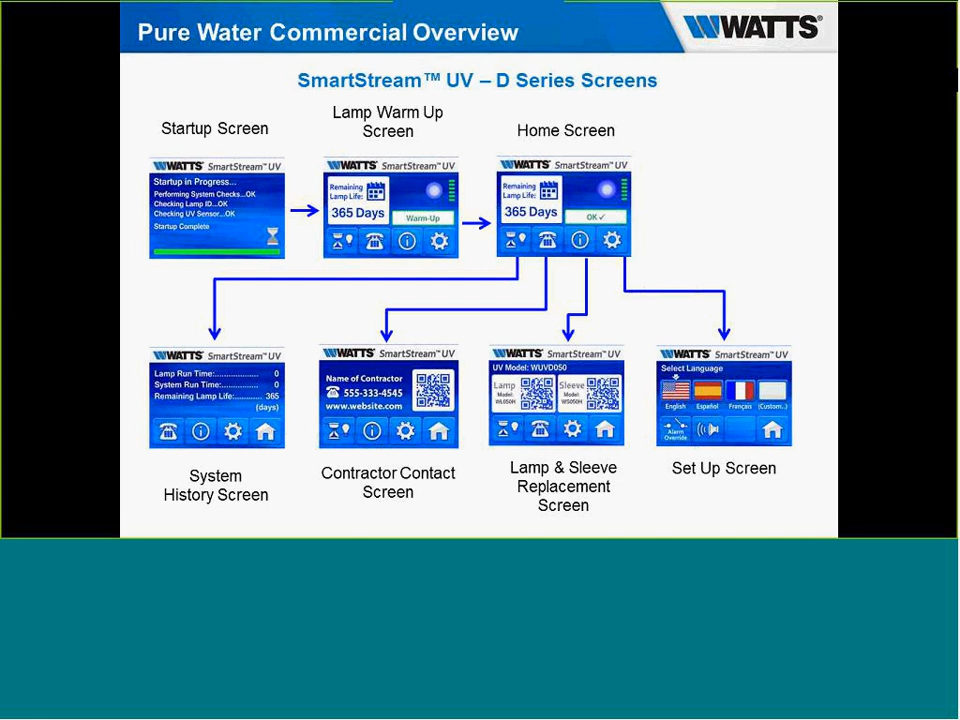 Pure Water Commercial Overview
WATTS®
SmartStream™ UV – D Series Screens
Startup Screen
Lamp Warm Up
Screen
Home Screen
WATTS® SmartStream™ UV
Startup in Progress...
Performing System Checks...OK
Checking Lamp ID...OK
Checking UV Sensor...OK
Startup Complete
WATTS® SmartStream™ UV
Remaining
Lamp Life:
365 Days
Warm-Up
WATTS® SmartStream™ UV
Remaining
Lamp Life:
365 Days
OK ✓
WATTS® SmartStream™ UV
Lamp Run Time:................... 0
System Run Time:............... 0
Remaining Lamp Life:............ 365
(days)
System
History Screen
WATTS® SmartStream™ UV
Name of Contractor
555-333-4545
www.website.com
Contractor Contact
Screen
WATTS® SmartStream™ UV
UV Model: WUVD050
Lamp
Model:
WL050H
Sleeve
Model:
WS050H
Lamp & Sleeve
Replacement
Screen
WATTS® SmartStream™ UV
Select Language
English Español Français (Custom..)
Alarm
Override
Set Up Screen